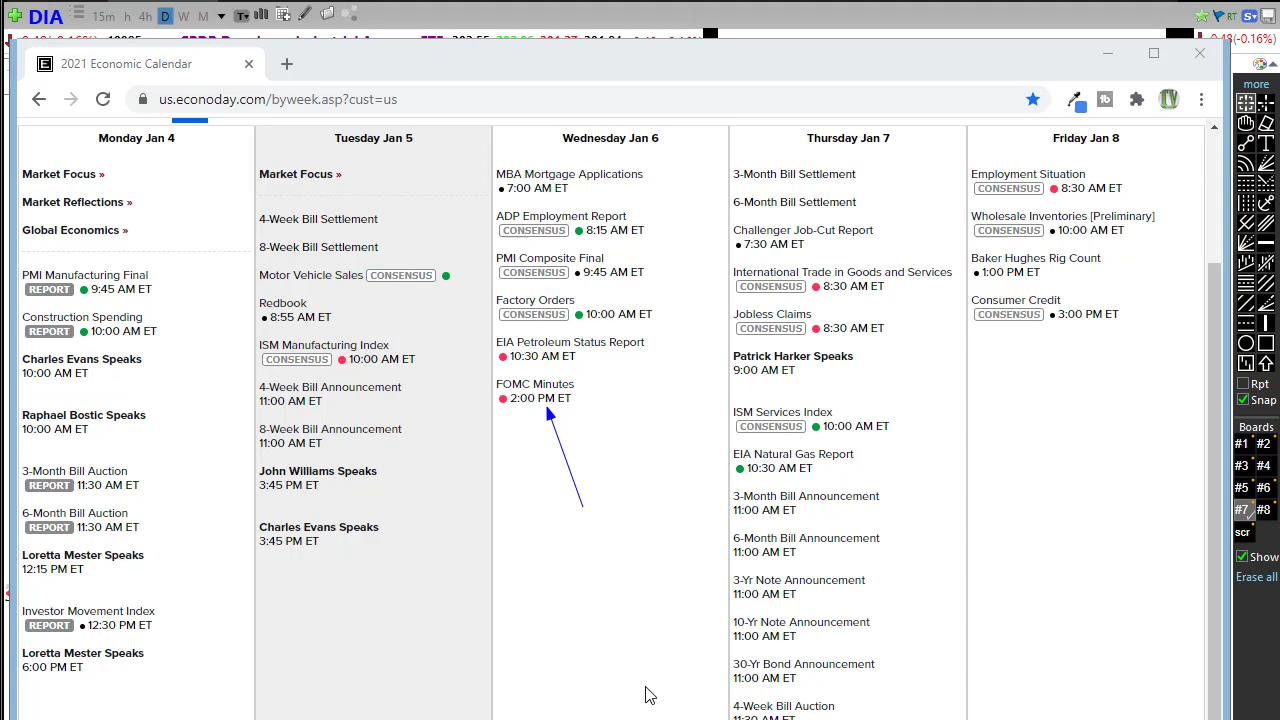 DIA
15m h 4h D W M T
RT S
0.48(-0.16%)
2021 Economic Calendar
us.econoday.com/byweek.asp?cust=us
Monday Jan 4
Market Focus »
Market Reflections »
Global Economics »
PMI Manufacturing Final
REPORT 9:45 AM ET
Construction Spending
REPORT 10:00 AM ET
Charles Evans Speaks
10:00 AM ET
Raphael Bostic Speaks
10:00 AM ET
3-Month Bill Auction
REPORT 11:30 AM ET
6-Month Bill Auction
REPORT 11:30 AM ET
Loretta Mester Speaks
12:15 PM ET
Investor Movement Index
REPORT 12:30 PM ET
Loretta Mester Speaks
6:00 PM ET
Tuesday Jan 5
Market Focus »
4-Week Bill Settlement
8-Week Bill Settlement
Motor Vehicle Sales CONSENSUS
Redbook
8:55 AM ET
ISM Manufacturing Index
CONSENSUS 10:00 AM ET
4-Week Bill Announcement
11:00 AM ET
8-Week Bill Announcement
11:00 AM ET
John Williams Speaks
3:45 PM ET
Charles Evans Speaks
3:45 PM ET
Wednesday Jan 6
MBA Mortgage Applications
7:00 AM ET
ADP Employment Report
CONSENSUS 8:15 AM ET
PMI Composite Final
CONSENSUS 9:45 AM ET
Factory Orders
CONSENSUS 10:00 AM ET
EIA Petroleum Status Report
10:30 AM ET
FOMC Minutes
2:00 PM ET
Thursday Jan 7
3-Month Bill Settlement
6-Month Bill Settlement
Challenger Job-Cut Report
7:30 AM ET
International Trade in Goods and Services
CONSENSUS 8:30 AM ET
Jobless Claims
CONSENSUS 8:30 AM ET
Patrick Harker Speaks
9:00 AM ET
ISM Services Index
CONSENSUS 10:00 AM ET
EIA Natural Gas Report
10:30 AM ET
3-Month Bill Announcement
11:00 AM ET
6-Month Bill Announcement
11:00 AM ET
3-Yr Note Announcement
11:00 AM ET
10-Yr Note Announcement
11:00 AM ET
30-Yr Bond Announcement
11:00 AM ET
4-Week Bill Auction
Friday Jan 8
Employment Situation
CONSENSUS 8:30 AM ET
Wholesale Inventories [Preliminary]
CONSENSUS 10:00 AM ET
Baker Hughes Rig Count
1:00 PM ET
Consumer Credit
CONSENSUS 3:00 PM ET
more
Rpt
Snap
Boards
#1 #2
#3 #4
#5 #6
#7 #8
scr
Show
Erase all